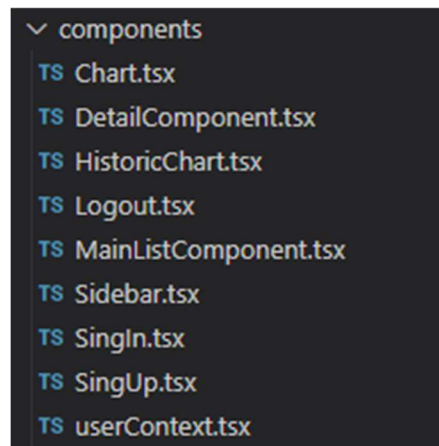 components
TS Chart.tsx
TS DetailComponent.tsx
TS HistoricChart.tsx
TS Logout.tsx
TS MainListComponent.tsx
TS Sidebar.tsx
TS SingIn.tsx
TS SingUp.tsx
TS userContext.tsx